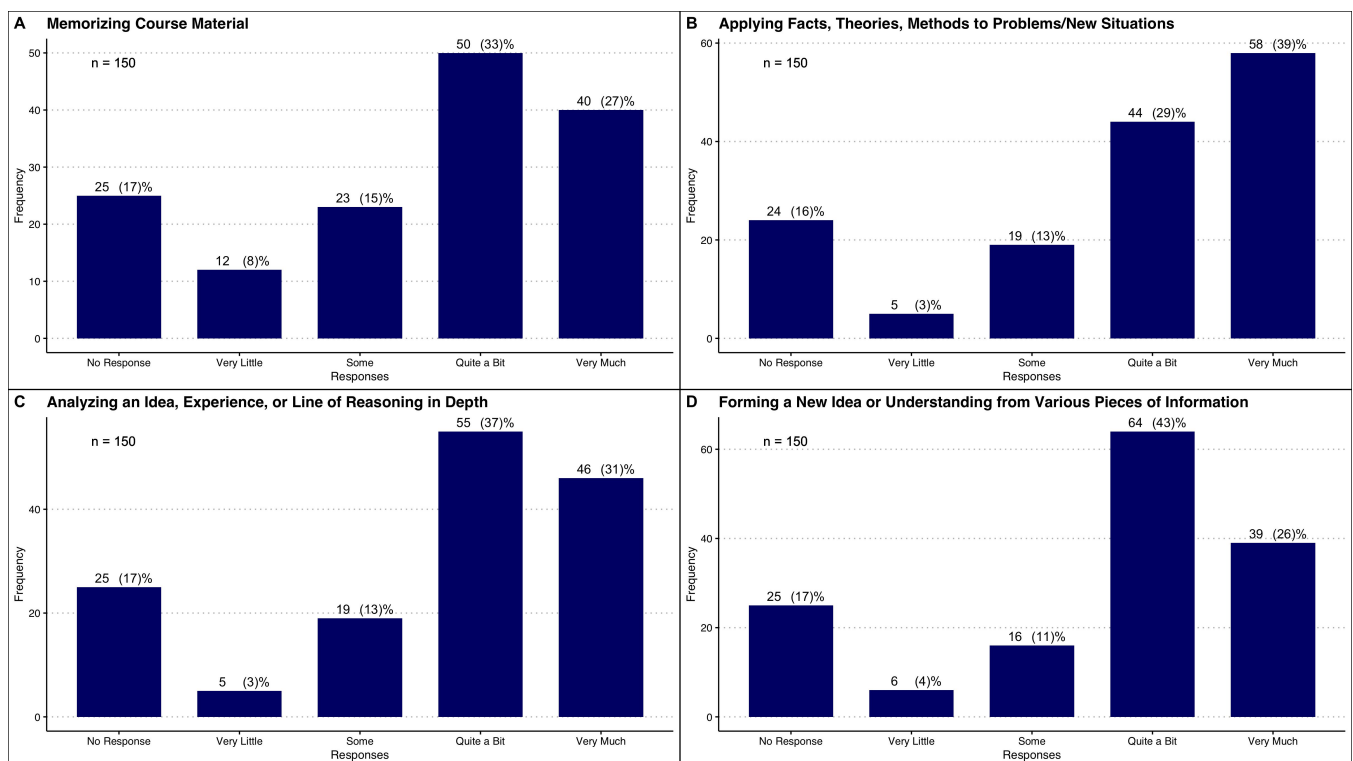 A Memorizing Course Material
n = 150
50 (33)%
40 (27)%
25 (17)%
23 (15)%
12 (8)%
50
40
30
20
10
0
Frequency
No Response Very Little Some Quite a Bit Very Much
Responses
B Applying Facts, Theories, Methods to Problems/New Situations
n = 150
58 (39)%
44 (29)%
24 (16)%
19 (13)%
5 (3)%
60
40
20
0
Frequency
No Response Very Little Some Quite a Bit Very Much
Responses
C Analyzing an Idea, Experience, or Line of Reasoning in Depth
n = 150
55 (37)%
46 (31)%
25 (17)%
19 (13)%
5 (3)%
40
20
0
Frequency
No Response Very Little Some Quite a Bit Very Much
Responses
D Forming a New Idea or Understanding from Various Pieces of Information
n = 150
64 (43)%
39 (26)%
25 (17)%
16 (11)%
6 (4)%
60
40
20
0
Frequency
No Response Very Little Some Quite a Bit Very Much
Responses